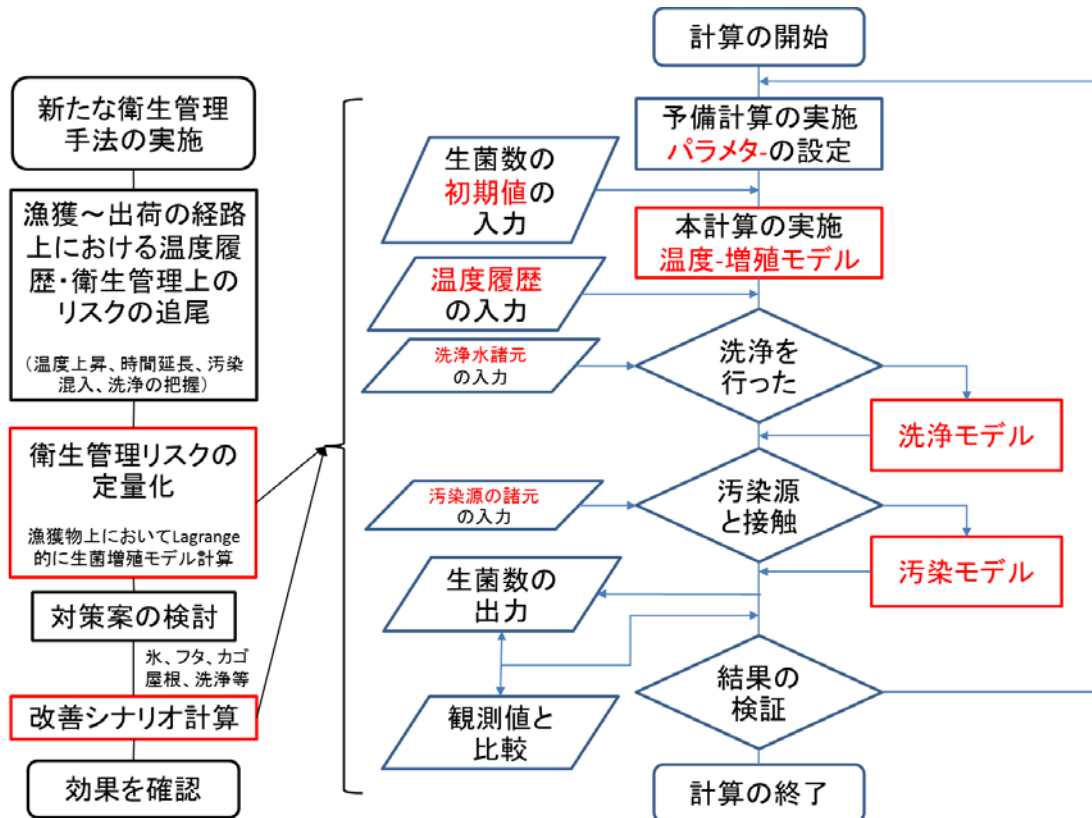 新たな衛生管理
手法の実施
漁獲～出荷の経路
上における温度履
歴・衛生管理上の
リスクの追尾
（温度上昇、時間延長、汚染
混入、洗浄の把握）
衛生管理リスクの
定量化
漁獲物上においてLagrange
的に生菌増殖モデル計算
対策案の検討
氷、フタ、カゴ
屋根、洗浄等
改善シナリオ計算
効果を確認
計算の開始
予備計算の実施
パラメタ-の設定
生菌数の
初期値の
入力
本計算の実施
温度-増殖モデル
温度履歴
の入力
洗浄水諸元
の入力
洗浄を
行った
洗浄モデル
汚染源の諸元
の入力
汚染源
と接触
汚染モデル
生菌数の
出力
観測値と
比較
結果の
検証
計算の終了